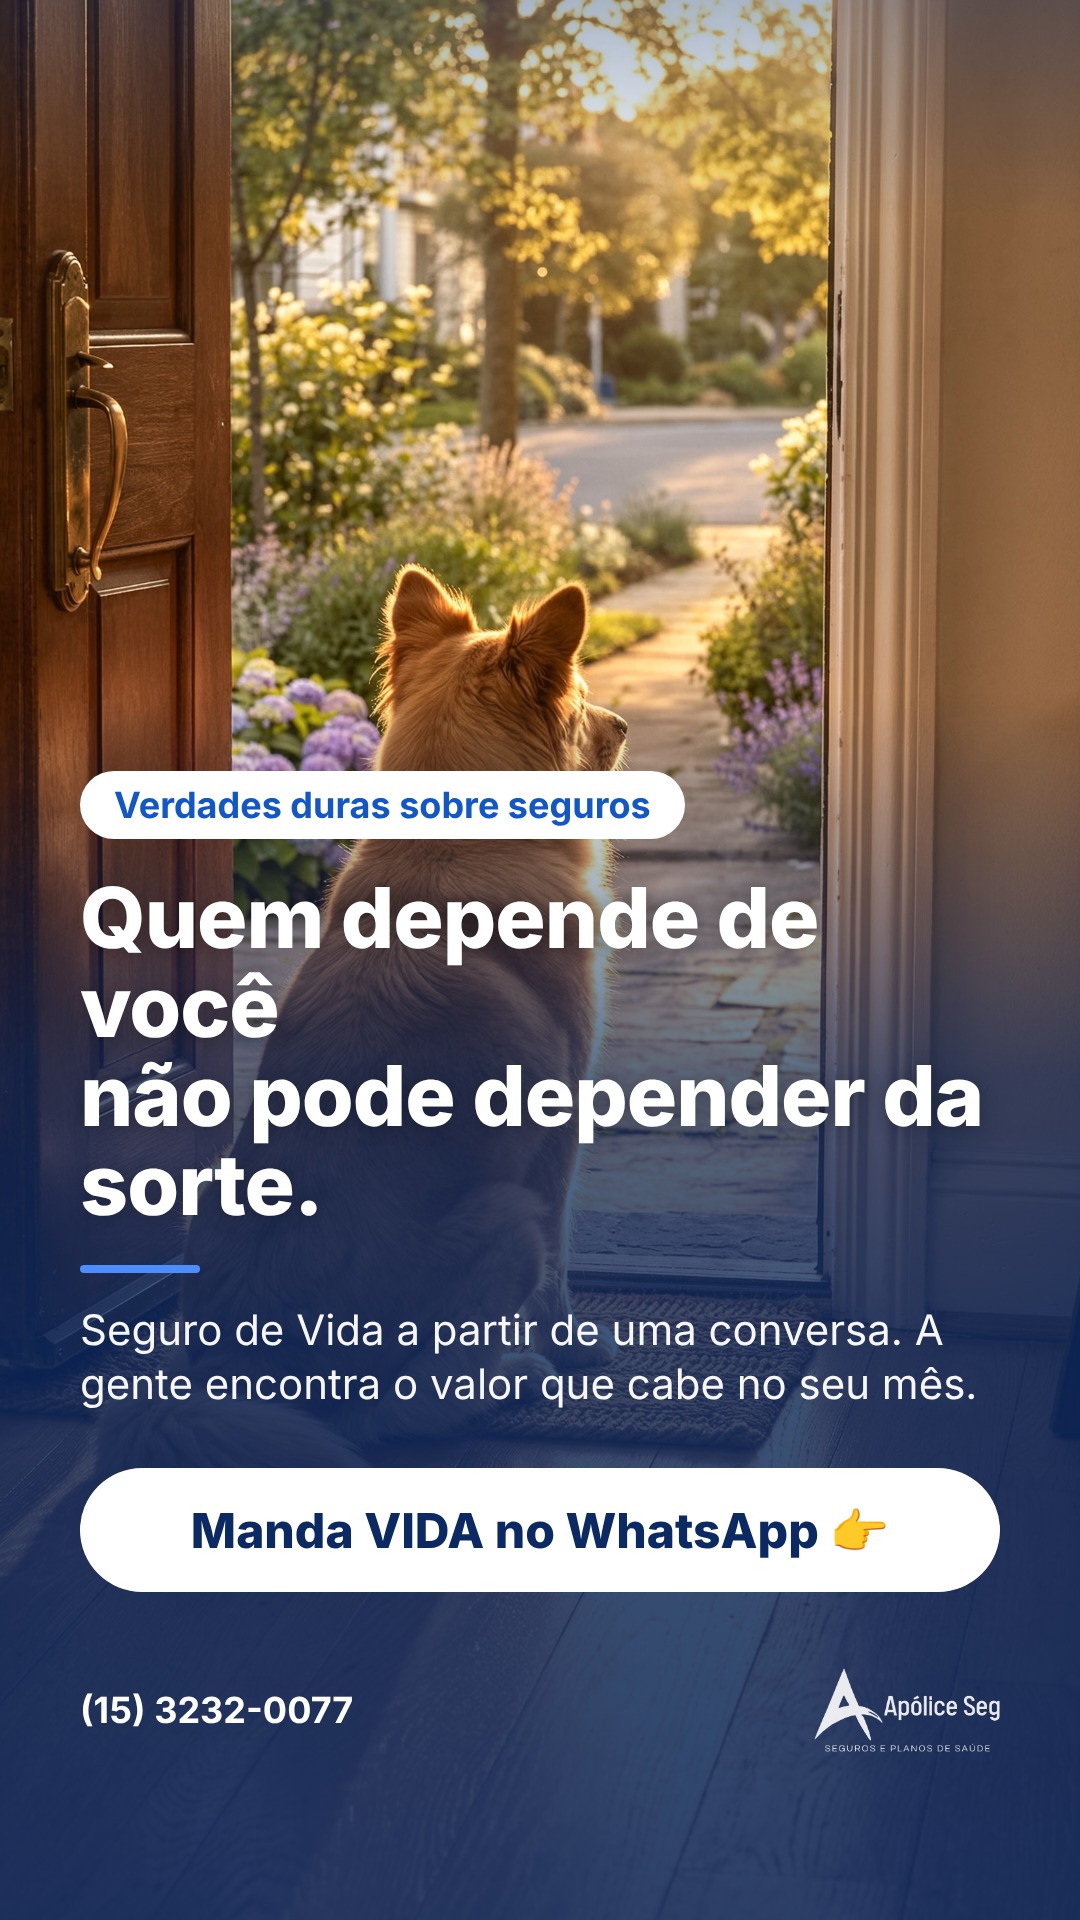 Verdades duras sobre seguros
Quem depende de
você
não pode depender da
sorte.
Seguro de Vida a partir de uma conversa. A
gente encontra o valor que cabe no seu mês.
Manda VIDA no WhatsApp 👉
(15) 3232-0077
Apólice Seg
SEGUROS E PLANOS DE SAÚDE